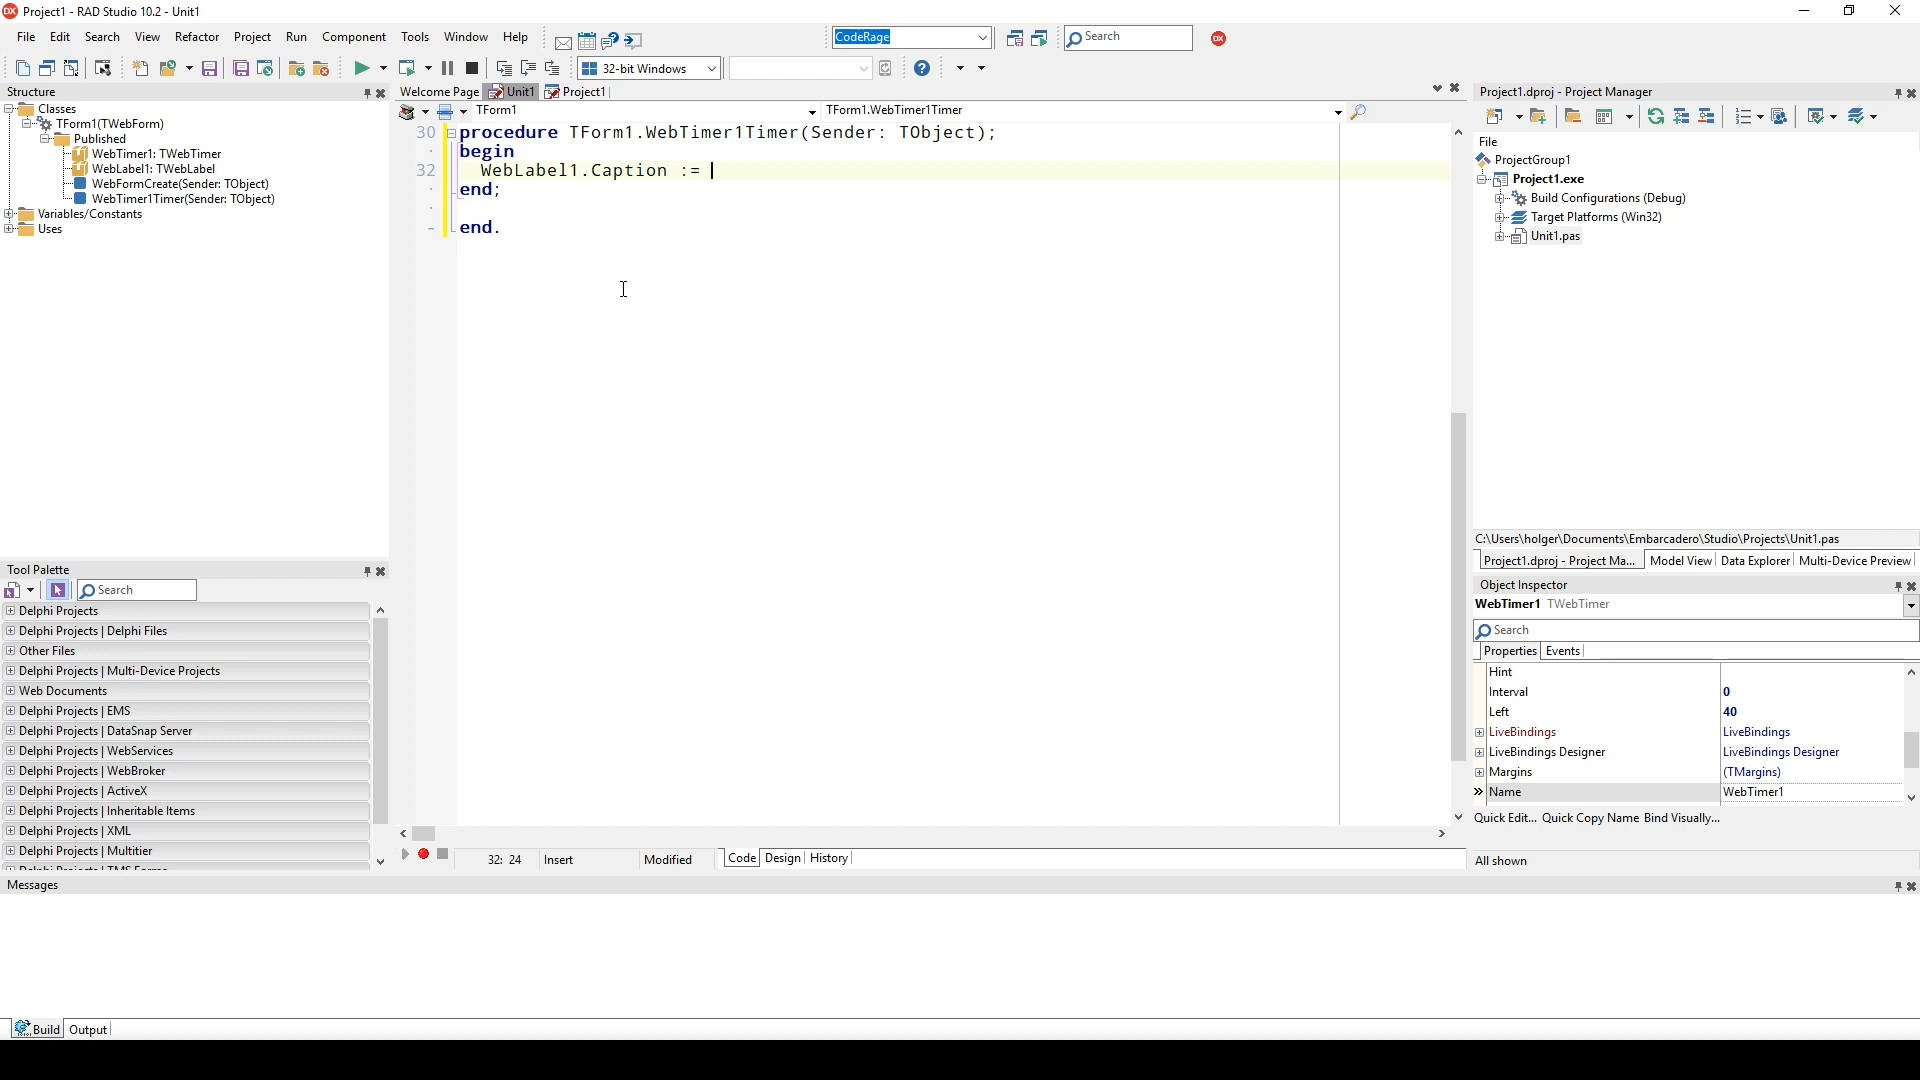 Project1 - RAD Studio 10.2 - Unit1
File Edit Search View Refactor Project Run Component Tools Window Help
CodeRage
Search
32-bit Windows
Structure
Classes
TForm1(TWebForm)
Published
WebTimer1: TWebTimer
WebLabel1: TWebLabel
WebFormCreate(Sender: TObject)
WebTimer1Timer(Sender: TObject)
Variables/Constants
Uses
Welcome Page Unit1 Project1
TForm1 TForm1.WebTimer1Timer
30 procedure TForm1.WebTimer1Timer(Sender: TObject);
begin
32 WebLabel1.Caption :=
end;
end.
32: 24 Insert Modified Code Design History
Project1.dproj - Project Manager
File
ProjectGroup1
Project1.exe
Build Configurations (Debug)
Target Platforms (Win32)
Unit1.pas
C:\Users\holger\Documents\Embarcadero\Studio\Projects\Unit1.pas
Project1.dproj - Project Ma... Model View Data Explorer Multi-Device Preview
Tool Palette
Search
Delphi Projects
Delphi Projects | Delphi Files
Other Files
Delphi Projects | Multi-Device Projects
Web Documents
Delphi Projects | EMS
Delphi Projects | DataSnap Server
Delphi Projects | WebServices
Delphi Projects | WebBroker
Delphi Projects | ActiveX
Delphi Projects | Inheritable Items
Delphi Projects | XML
Delphi Projects | Multitier
Object Inspector
WebTimer1 TWebTimer
Search
Properties Events
Hint
Interval 0
Left 40
LiveBindings LiveBindings
LiveBindings Designer LiveBindings Designer
Margins (TMargins)
Name WebTimer1
Quick Edit... Quick Copy Name Bind Visually...
All shown
Messages
Build Output